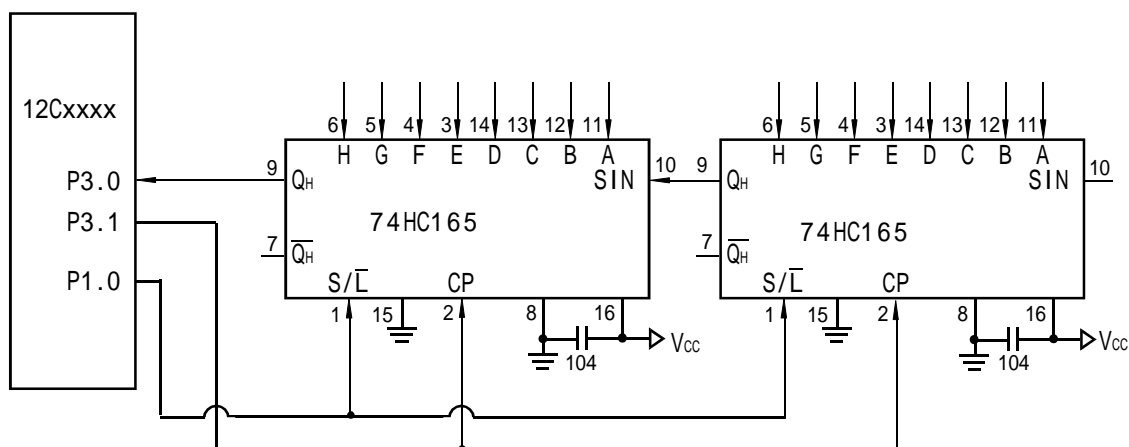 12Cxxxx
P3.0
P3.1
P1.0
6 5 4 3 14 13 12 11
H G F E D C B A
9 QH SIN 10
74HC165
7 Q̅H̅
S/L̅ CP
1 15 2 8 16
104 Vcc
6 5 4 3 14 13 12 11
H G F E D C B A
9 QH SIN 10
74HC165
7 Q̅H̅
S/L̅ CP
1 15 2 8 16
104 Vcc